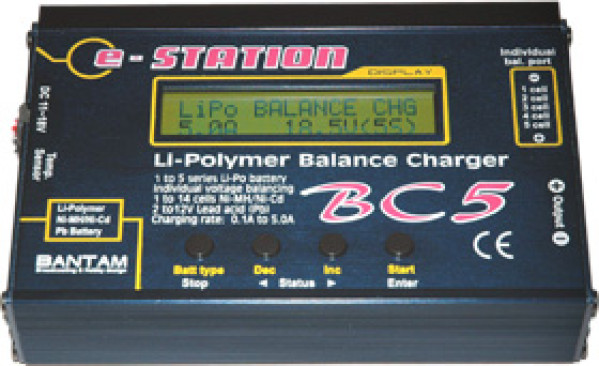 e-STATION
DISPLAY
Individual
bal. port
1 cell
2 cell
3 cell
4 cell
5 cell
DC 11~18V
LiPo BALANCE CHG
5.0A 18.5V(5S)
Temp.
Sensor
Li-Polymer Balance Charger
1 to 5 series Li-Po battery
Individual voltage balancing
1 to 14 cells Ni-MH/Ni-Cd
2 to12V Lead acid (Pb)
Charging rate: 0.1A to 5.0A
BC5
Output
Li-Polymer
Ni-MH/Ni-Cd
Pb Battery
CE
BANTAM
Batt type
Stop
Dec
Inc
◄ Status ►
Start
Enter